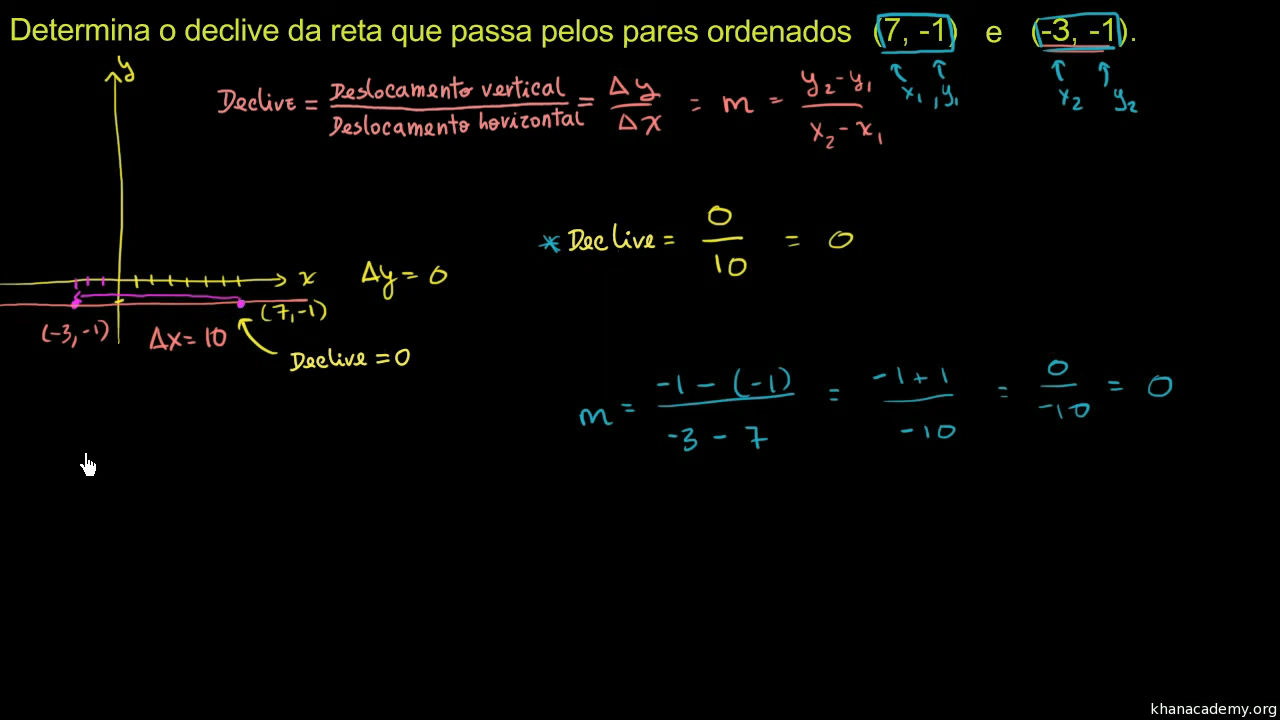 Determina o declive da reta que passa pelos pares ordenados (7, -1) e (-3, -1).
x₁, y₁ x₂ y₂
y
Declive = Deslocamento vertical / Deslocamento horizontal = Δy / Δx = m = y₂ - y₁ / x₂ - x₁
* Declive = 0 / 10 = 0
x Δy = 0
(7, -1)
(-3, -1) Δx = 10
Declive = 0
m = -1 - (-1) / -3 - 7 = -1 + 1 / -10 = 0 / -10 = 0
khanacademy.org